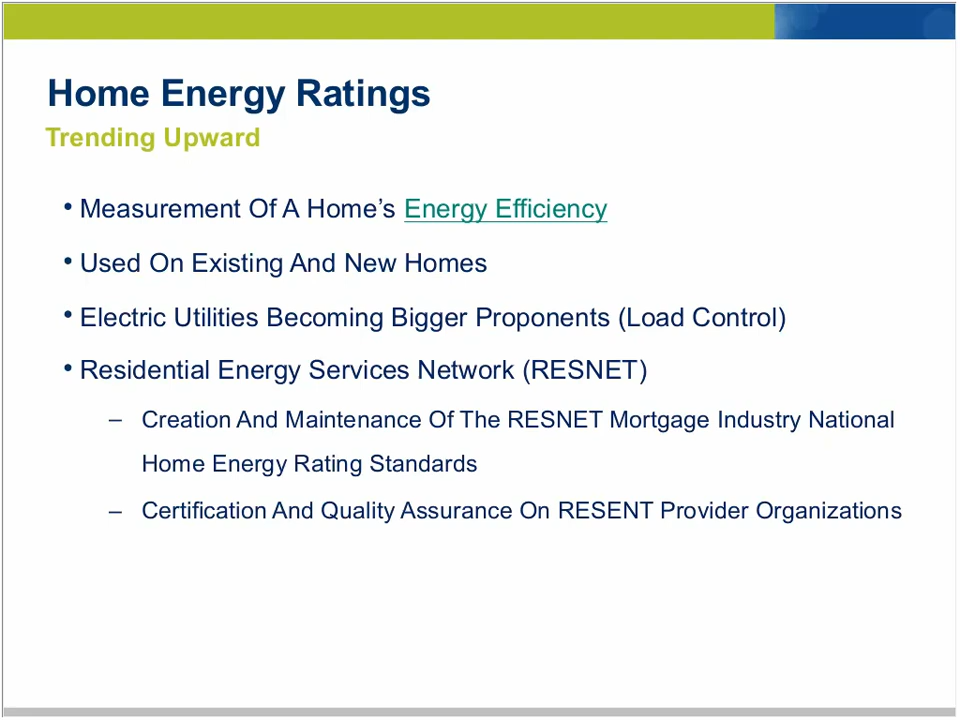 Home Energy Ratings
Trending Upward
• Measurement Of A Home’s Energy Efficiency
• Used On Existing And New Homes
• Electric Utilities Becoming Bigger Proponents (Load Control)
• Residential Energy Services Network (RESNET)
– Creation And Maintenance Of The RESNET Mortgage Industry National
Home Energy Rating Standards
– Certification And Quality Assurance On RESENT Provider Organizations